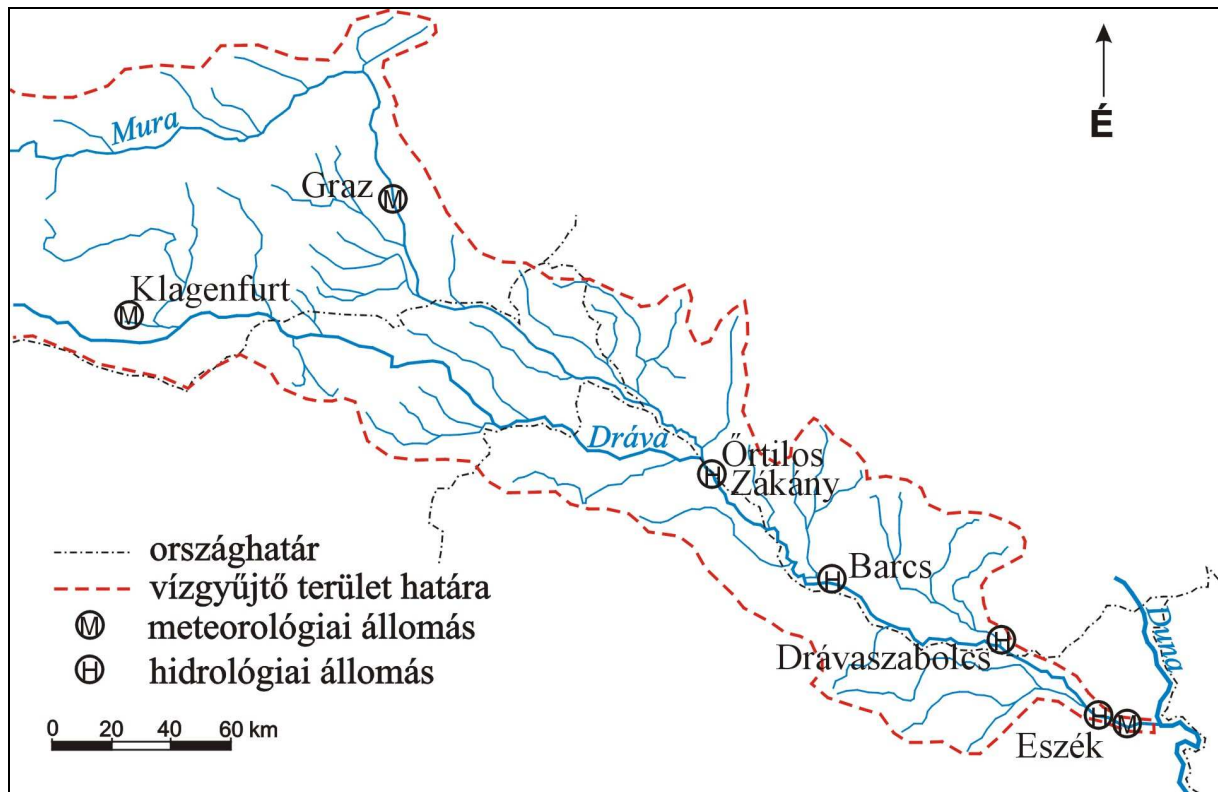 Mura
É
Graz
M
Klagenfurt
M
Dráva
Őrtilos
H
Zákány
országhatár
vízgyűjtő terület határa
M
meteorológiai állomás
H
hidrológiai állomás
0 20 40 60 km
H
Barcs
H
Drávaszabolcs
Duna
H
M
Eszék